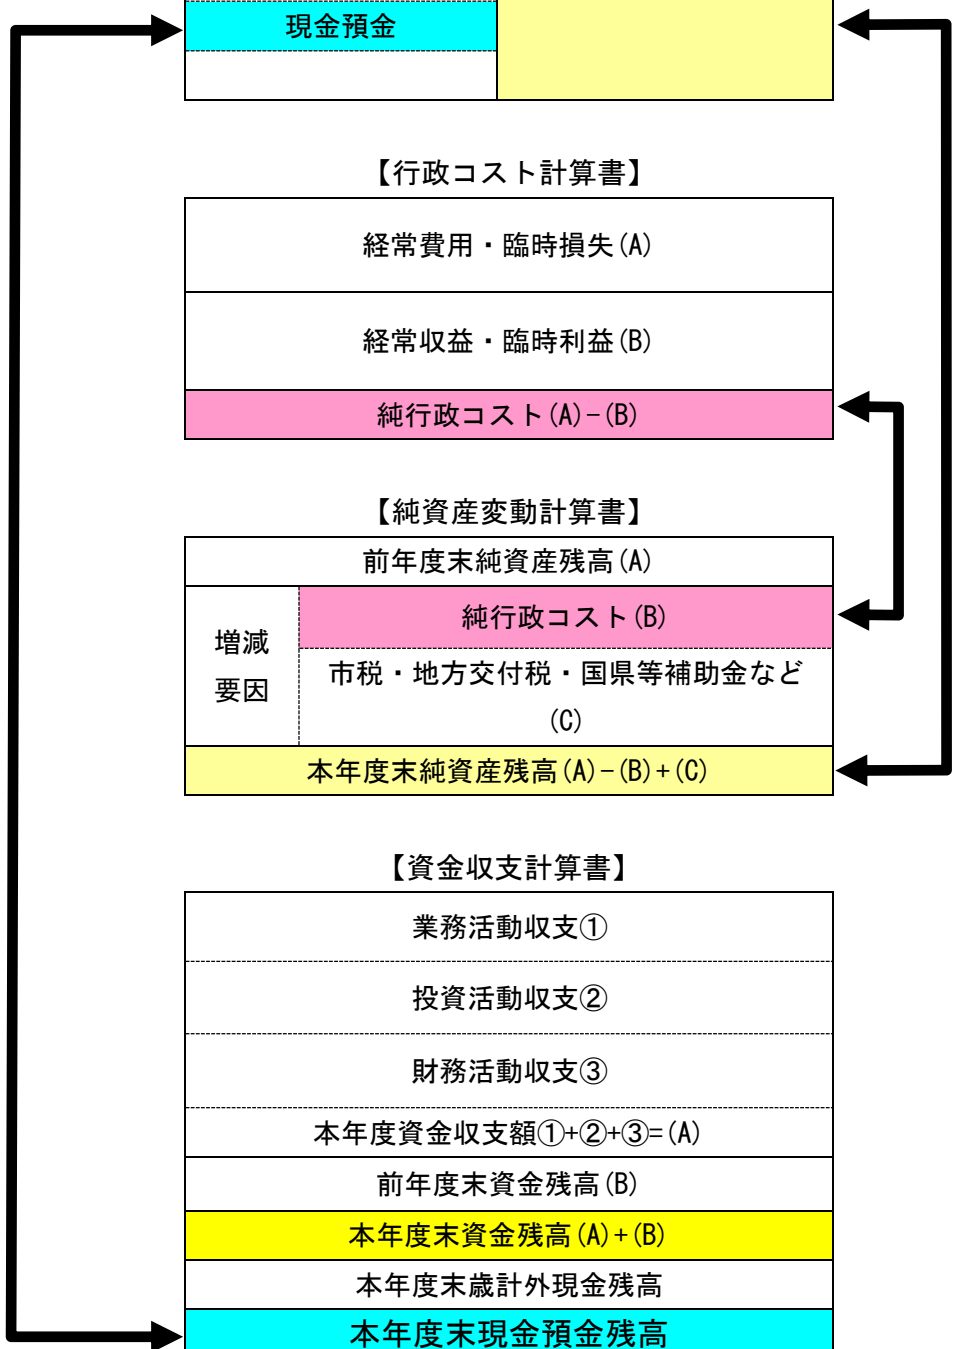 現金預金
【行政コスト計算書】
経常費用・臨時損失(A)
経常収益・臨時利益(B)
純行政コスト(A)-(B)
【純資産変動計算書】
前年度末純資産残高(A)
増減
要因
純行政コスト(B)
市税・地方交付税・国県等補助金など
(C)
本年度末純資産残高(A)-(B)+(C)
【資金収支計算書】
業務活動収支①
投資活動収支②
財務活動収支③
本年度資金収支額①+②+③=(A)
前年度末資金残高(B)
本年度末資金残高(A)+(B)
本年度末歳計外現金残高
本年度末現金預金残高